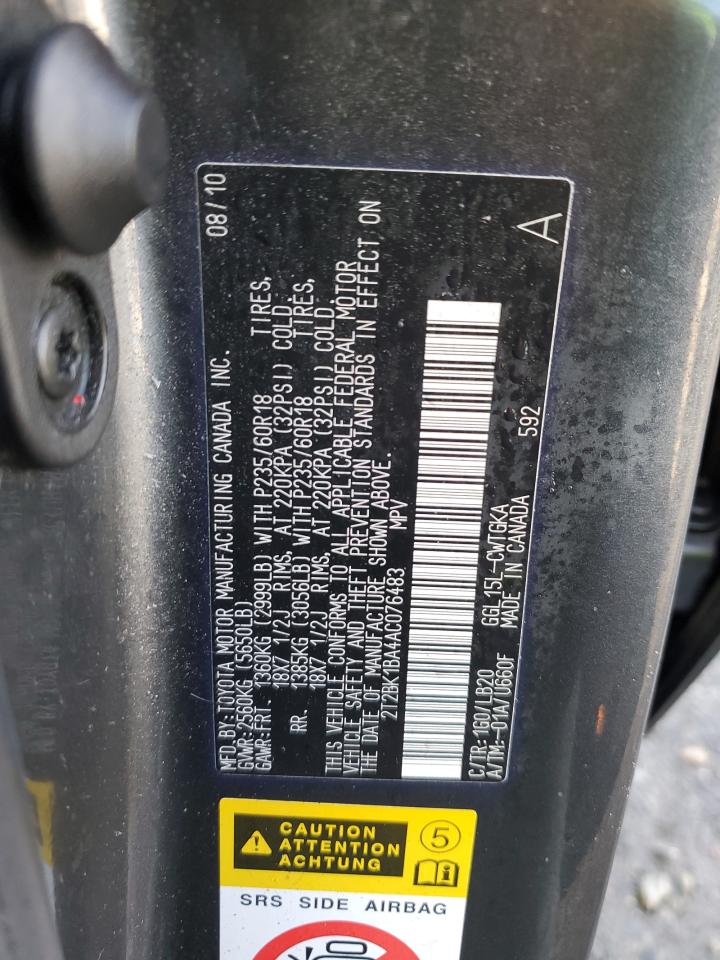 MFD.BY:TOYOTA MOTOR MANUFACTURING CANADA INC. 08/10
GVWR:2560KG (5650LB)
GAWR:FRT. 1360KG (2999LB) WITH P235/60R18 TIRES,
18X7 1/2J RIMS, AT 220KPA (32PSI) COLD.
RR. 1385KG (3056LB) WITH P235/60R18 TIRES,
18X7 1/2J RIMS, AT 220KPA (32PSI) COLD.
THIS VEHICLE CONFORMS TO ALL APPLICABLE FEDERAL MOTOR
VEHICLE SAFETY AND THEFT PREVENTION STANDARDS IN EFFECT ON
THE DATE OF MANUFACTURE SHOWN ABOVE.
2T2BK1BA4AC076483 MPV
C/TR:1G0/LB20 GGL15L-CWTGKA 592
A/TM:-01A/U660F MADE IN CANADA
A
CAUTION
ATTENTION
ACHTUNG
5
SRS SIDE AIRBAG